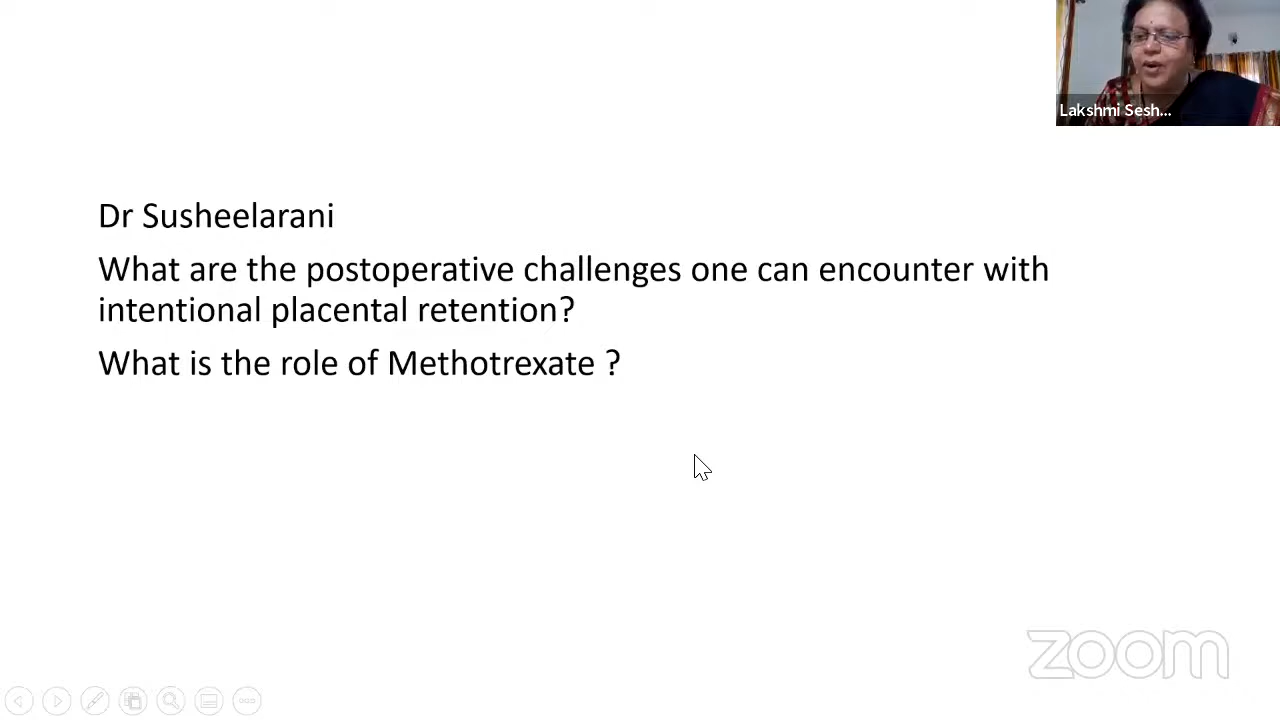 Lakshmi Sesh...
Dr Susheelarani
What are the postoperative challenges one can encounter with
intentional placental retention?
What is the role of Methotrexate ?
zoom